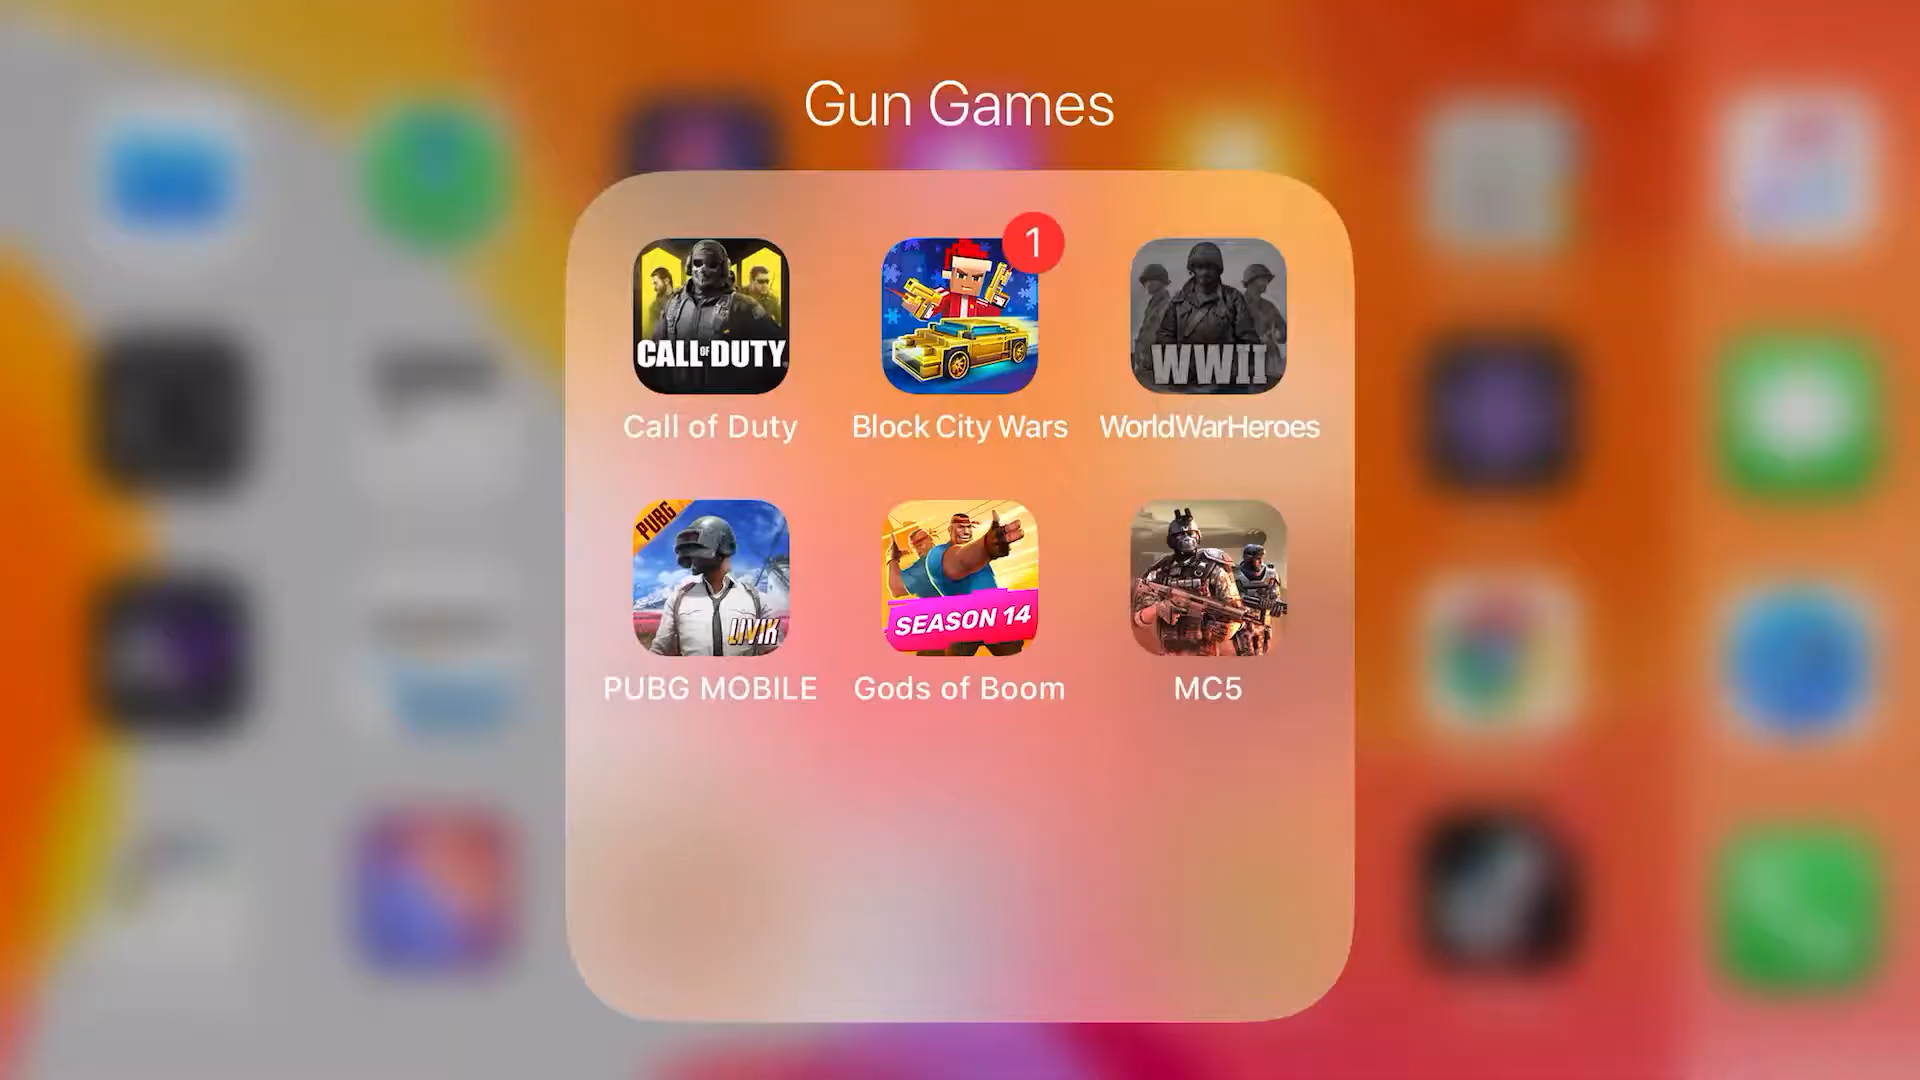 Gun Games
1
CALL OF DUTY
WWII
Call of Duty
Block City Wars
WorldWarHeroes
PUBG
LIVIK
SEASON 14
PUBG MOBILE
Gods of Boom
MC5